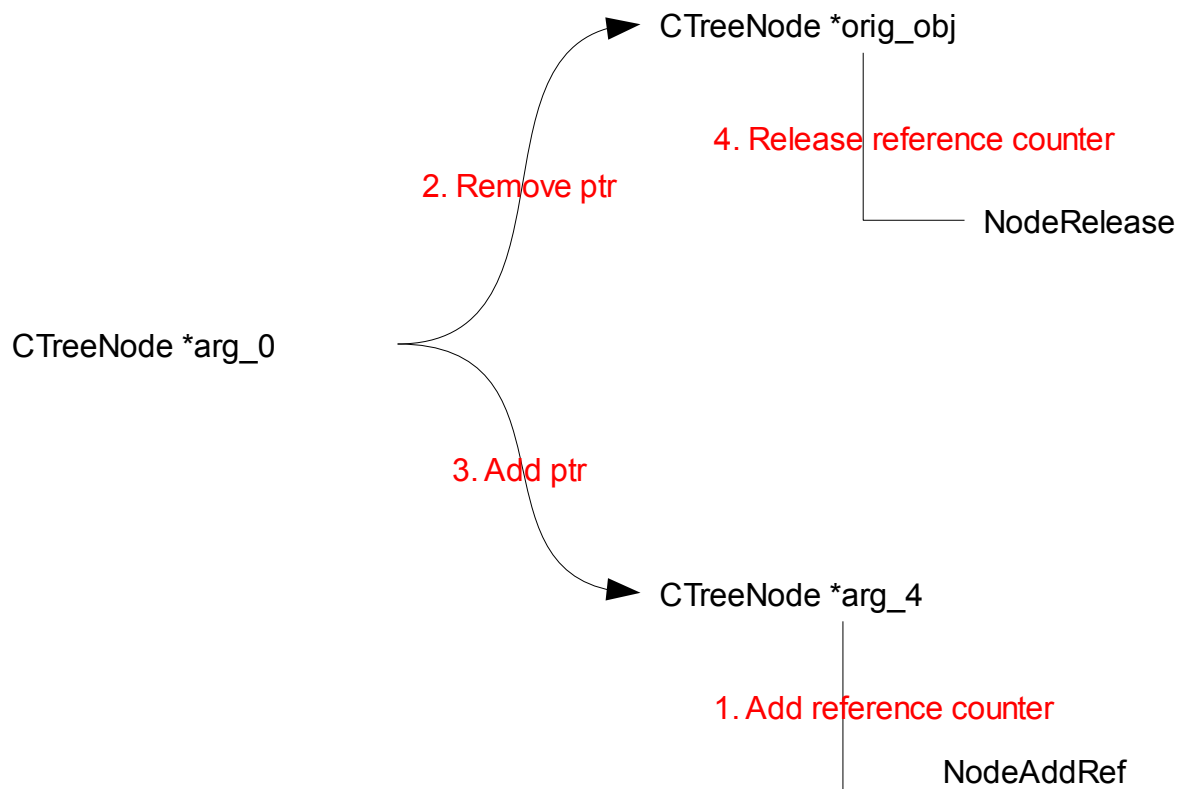 CTreeNode *orig_obj
4. Release reference counter
2. Remove ptr
NodeRelease
CTreeNode *arg_0
3. Add ptr
CTreeNode *arg_4
1. Add reference counter
NodeAddRef